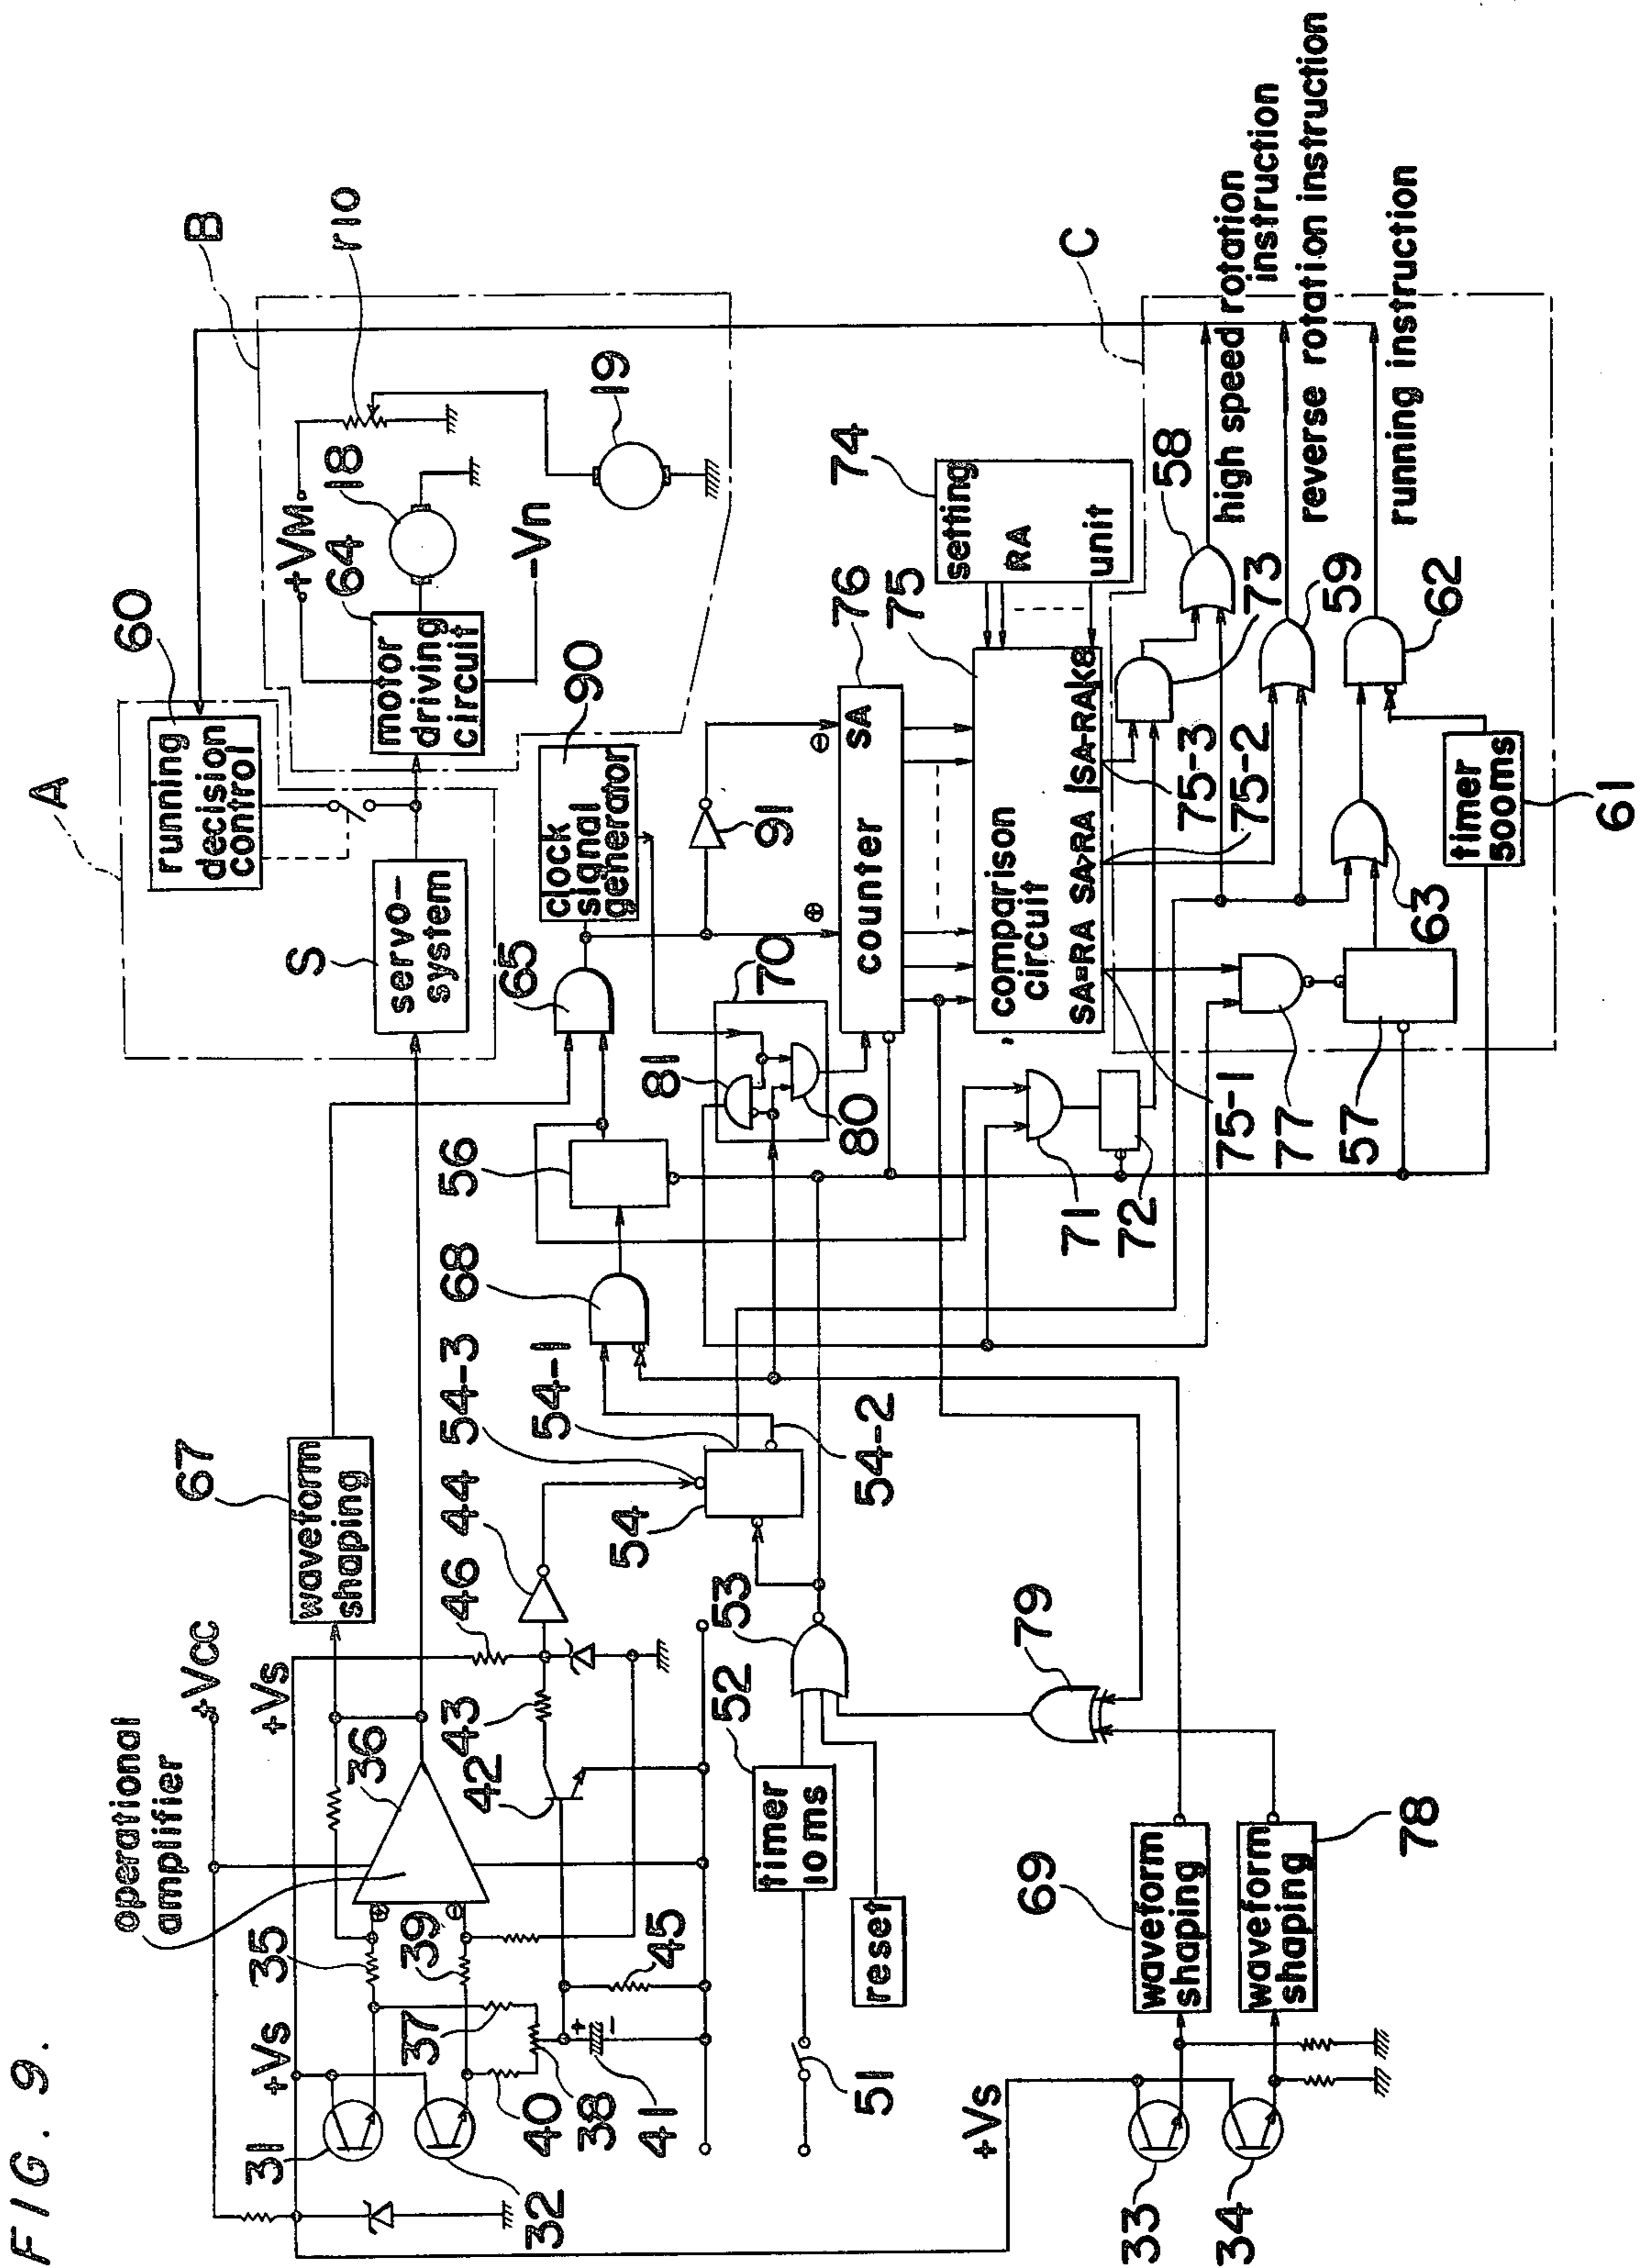 FIG. 9.
operational
amplifier
+Vcc
+Vs
+Vs
36
35
39
31
32
37
40
38
41
42
43
45
46
44
67
waveform
shaping
A
60
running
decision
control
S
servo-
system
B
r10
+VM
18
64
motor
driving
circuit
-Vn
19
65
90
clock
signal
generator
91
54-3
54-1
54-2
54
68
56
81
70
80
⊕
⊖
counter
SA
76
75
74
setting
RA
unit
comparison
circuit
SA=RA
SA>RA
|SA-RA|<8
51
52
timer
10ms
reset
53
79
71
72
75-1
75-2
75-3
77
57
73
58
59
62
63
C
high speed rotation
instruction
reverse rotation instruction
running instruction
timer
500ms
61
+Vs
33
34
69
waveform
shaping
waveform
shaping
78